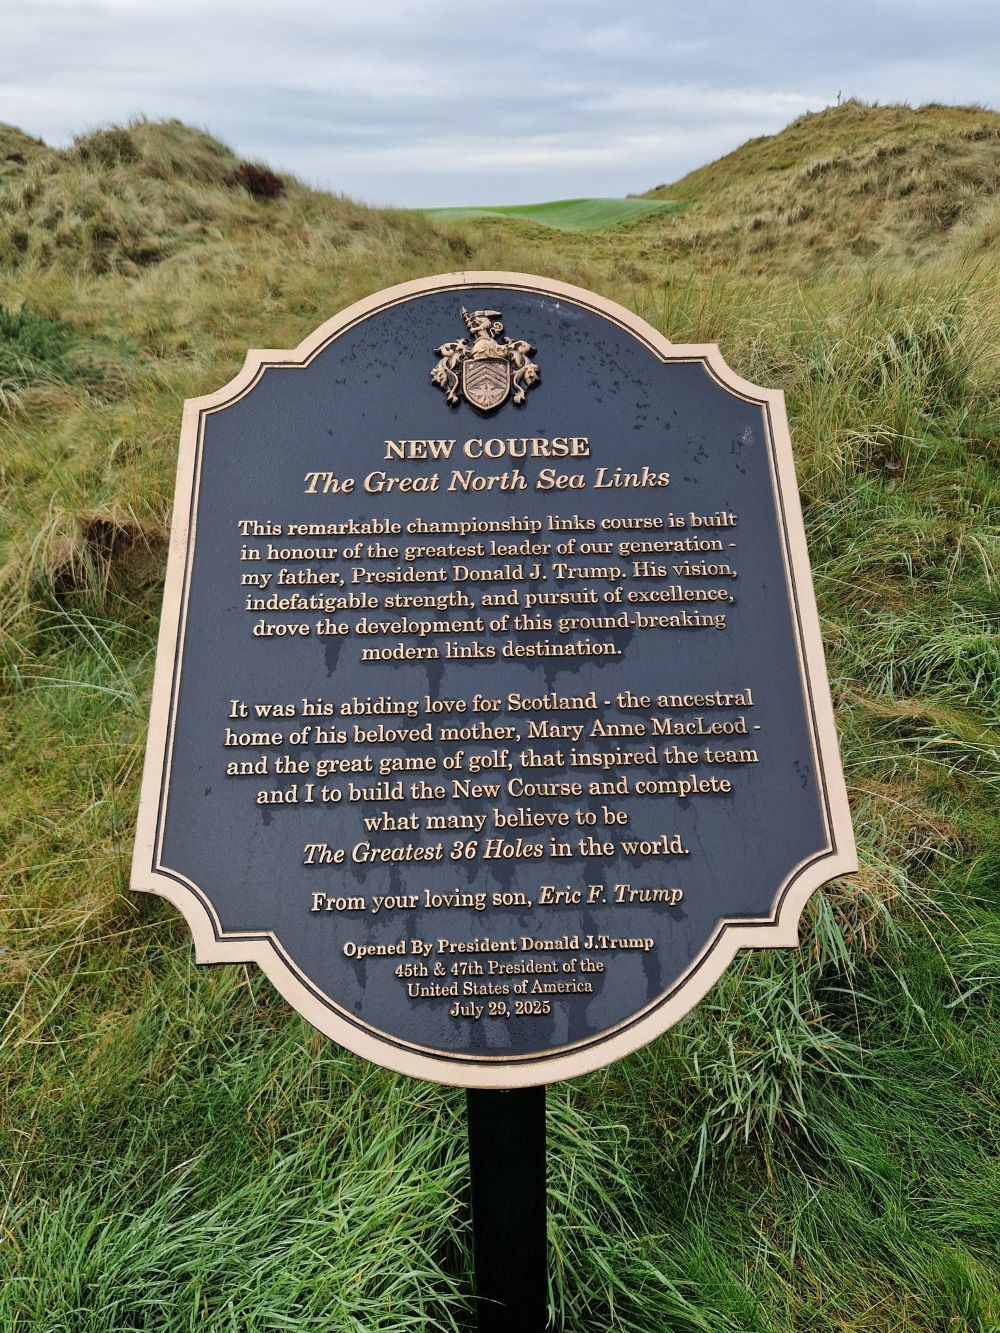 NEW COURSE
The Great North Sea Links
This remarkable championship links course is built
in honour of the greatest leader of our generation -
my father, President Donald J. Trump. His vision,
indefatigable strength, and pursuit of excellence,
drove the development of this ground-breaking
modern links destination.
It was his abiding love for Scotland - the ancestral
home of his beloved mother, Mary Anne MacLeod -
and the great game of golf, that inspired the team
and I to build the New Course and complete
what many believe to be
The Greatest 36 Holes in the world.
From your loving son, Eric F. Trump
Opened By President Donald J.Trump
45th & 47th President of the
United States of America
July 29, 2025